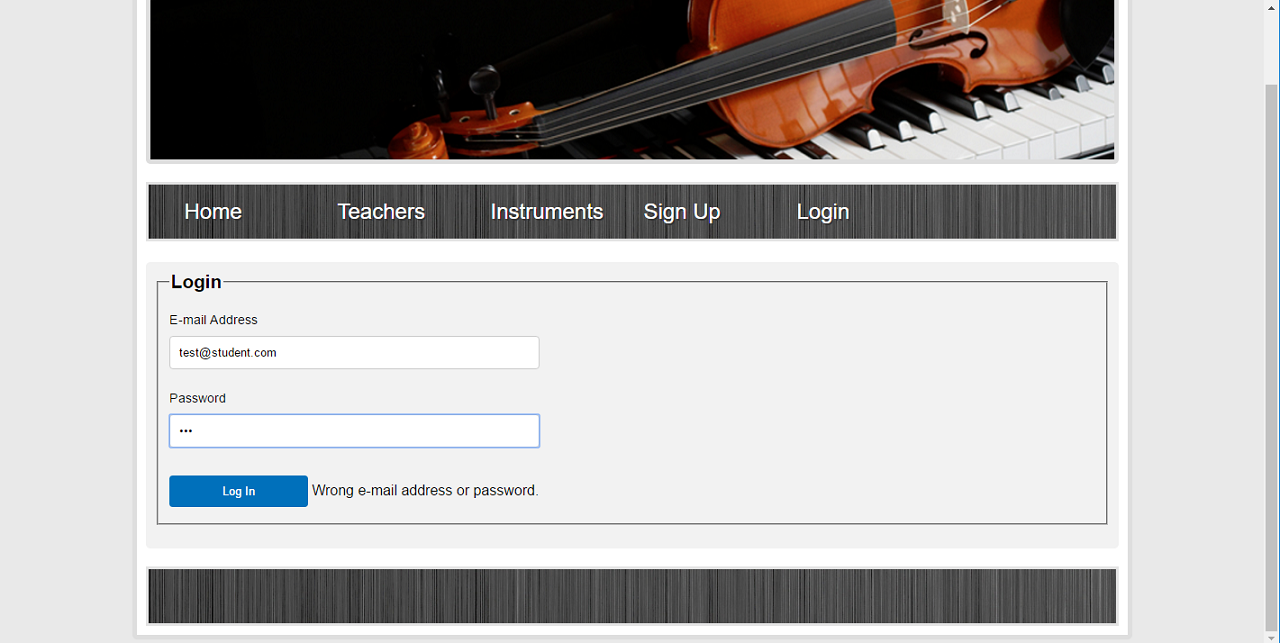 Home Teachers Instruments Sign Up Login
Login
E-mail Address
test@student.com
Password
•••
Log In Wrong e-mail address or password.